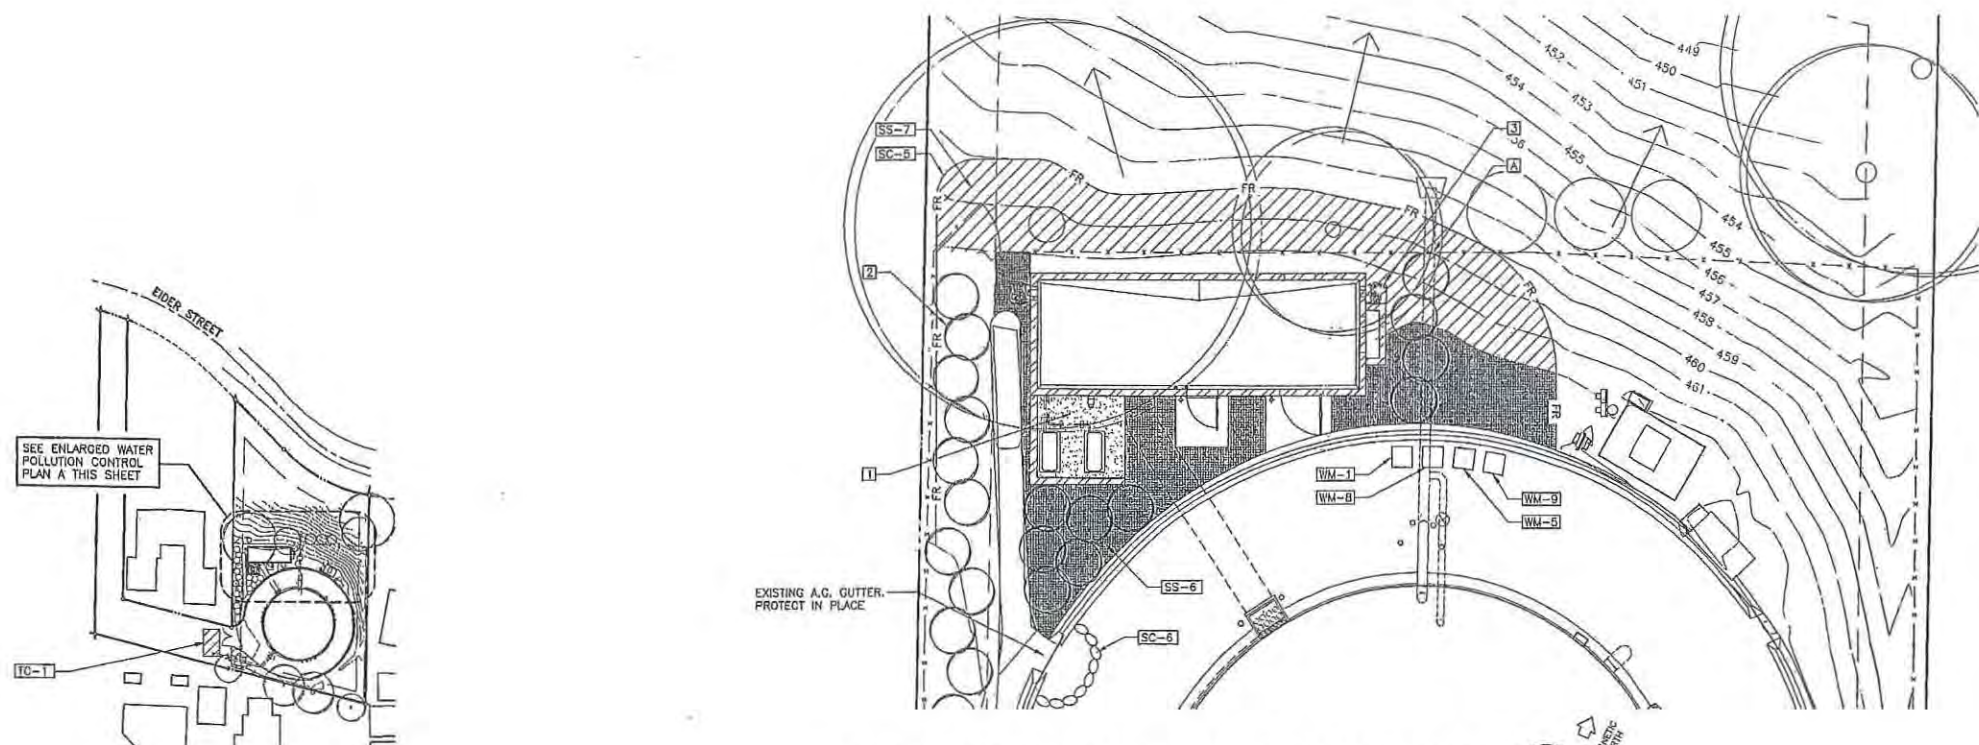 EIDER STREET
SEE ENLARGED WATER
POLLUTION CONTROL
PLAN A THIS SHEET
TC-1
SS-7
SC-5
2
1
3
A
FR
FR
FR
FR
FR
FR
FR
FR
449
450
451
452
453
454
455
454
455
456
457
458
459
460
461
WM-1
WM-8
WM-9
WM-5
SS-6
EXISTING A.C. GUTTER.
PROTECT IN PLACE
SC-6